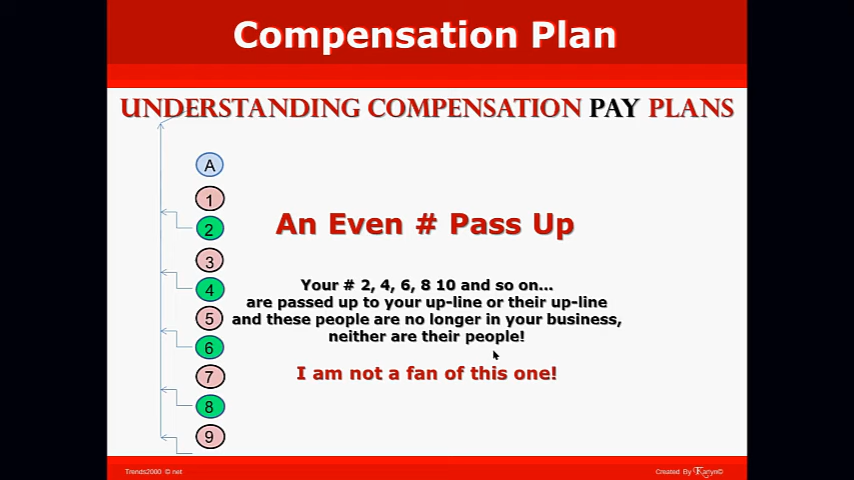 Compensation Plan
UNDERSTANDING COMPENSATION PAY PLANS
A
1
2
3
4
5
6
7
8
9
An Even # Pass Up
Your # 2, 4, 6, 8 10 and so on...
are passed up to your up-line or their up-line
and these people are no longer in your business,
neither are their people!
I am not a fan of this one!
Trends2000 © net
Created By Karyn©